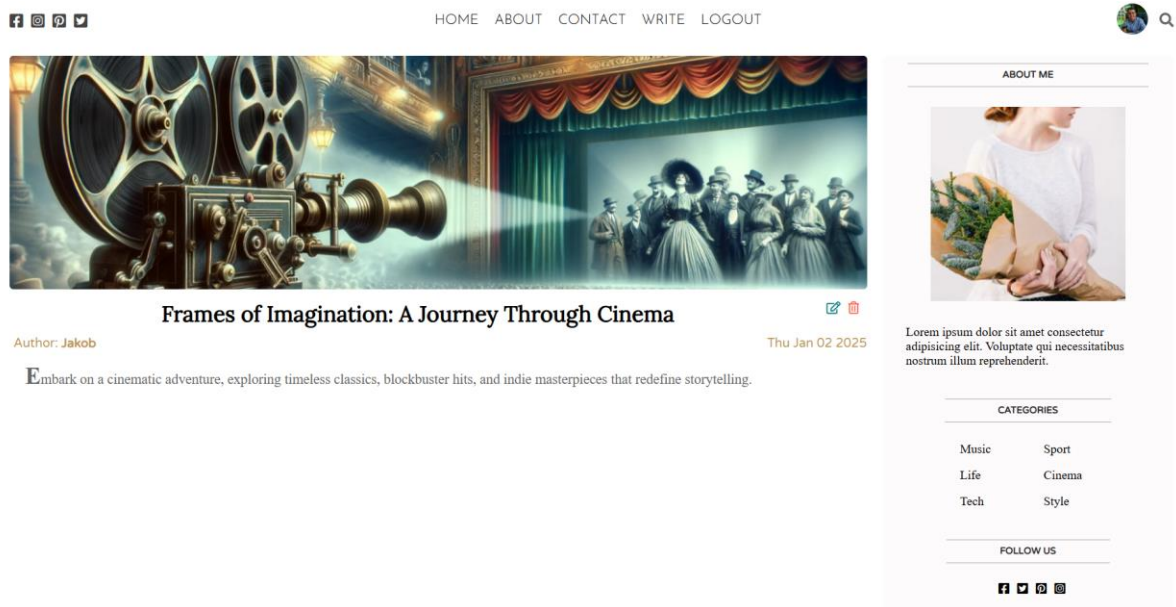 HOME ABOUT CONTACT WRITE LOGOUT
Frames of Imagination: A Journey Through Cinema
Author: Jakob
Thu Jan 02 2025
Embark on a cinematic adventure, exploring timeless classics, blockbuster hits, and indie masterpieces that redefine storytelling.
ABOUT ME
Lorem ipsum dolor sit amet consectetur
adipisicing elit. Voluptate qui necessitatibus
nostrum illum reprehenderit.
CATEGORIES
Music Sport
Life Cinema
Tech Style
FOLLOW US